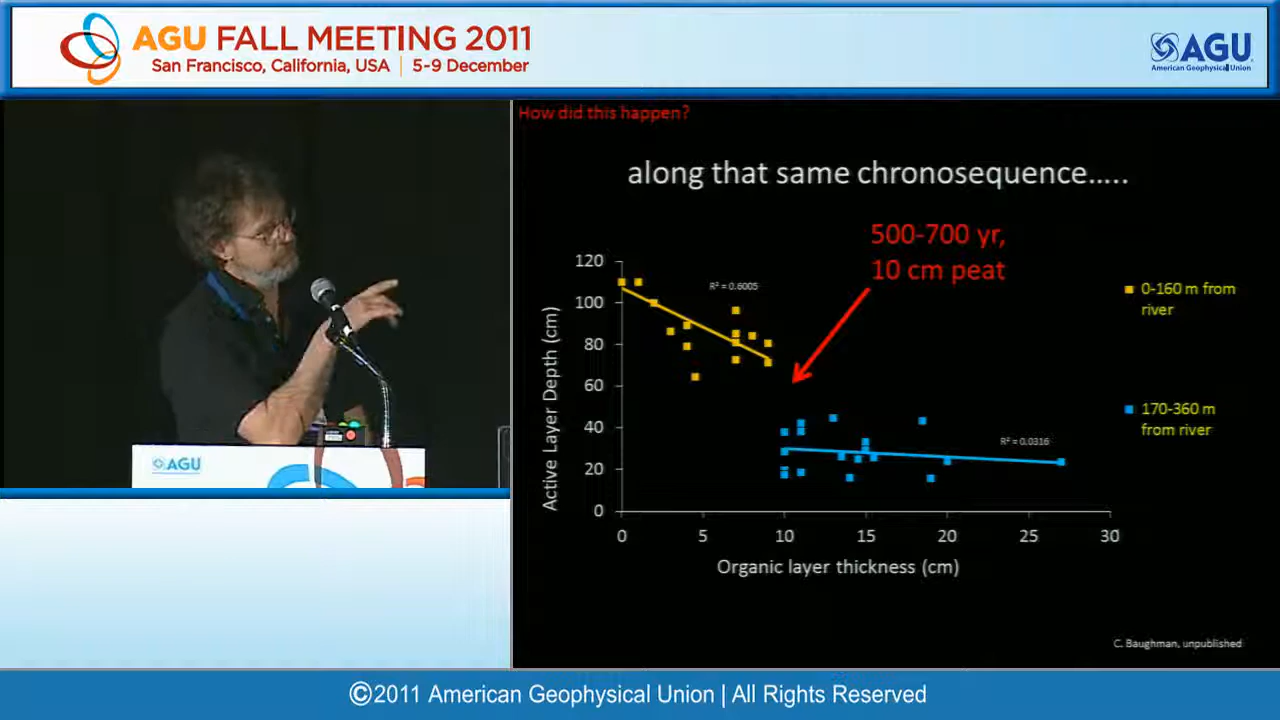 AGU FALL MEETING 2011
San Francisco, California, USA | 5-9 December
AGU
American Geophysical Union
How did this happen?
along that same chronosequence.....
500-700 yr,
10 cm peat
120
100
80
60
40
20
0
Active Layer Depth (cm)
R² = 0.6005
R² = 0.0316
0-160 m from
river
170-360 m
from river
0 5 10 15 20 25 30
Organic layer thickness (cm)
C. Baughman, unpublished
AGU
©2011 American Geophysical Union | All Rights Reserved